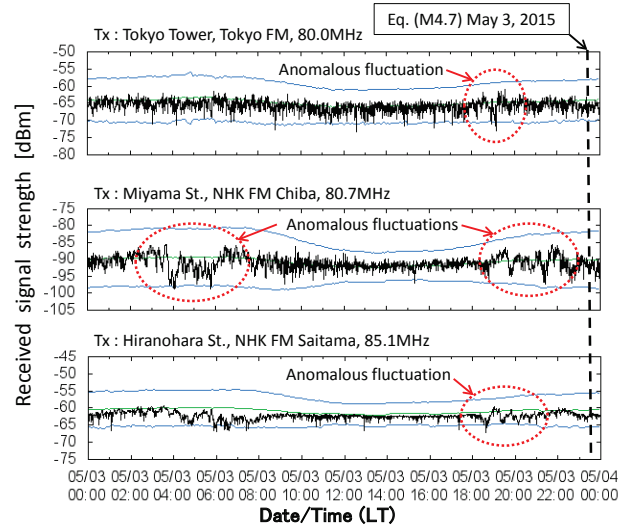 Eq. (M4.7) May 3, 2015
Tx : Tokyo Tower, Tokyo FM, 80.0MHz
-50
-55
-60
-65
-70
-75
-80
Anomalous fluctuation
Tx : Miyama St., NHK FM Chiba, 80.7MHz
-75
-80
-85
-90
-95
-100
-105
Anomalous fluctuations
Tx : Hiranohara St., NHK FM Saitama, 85.1MHz
-45
-50
-55
-60
-65
-70
-75
Anomalous fluctuation
Received signal strength [dBm]
05/03 05/03 05/03 05/03 05/03 05/03 05/03 05/03 05/03 05/03 05/03 05/03 05/04
00:00 02:00 04:00 06:00 08:00 10:00 12:00 14:00 16:00 18:00 20:00 22:00 00:00
Date/Time (LT)